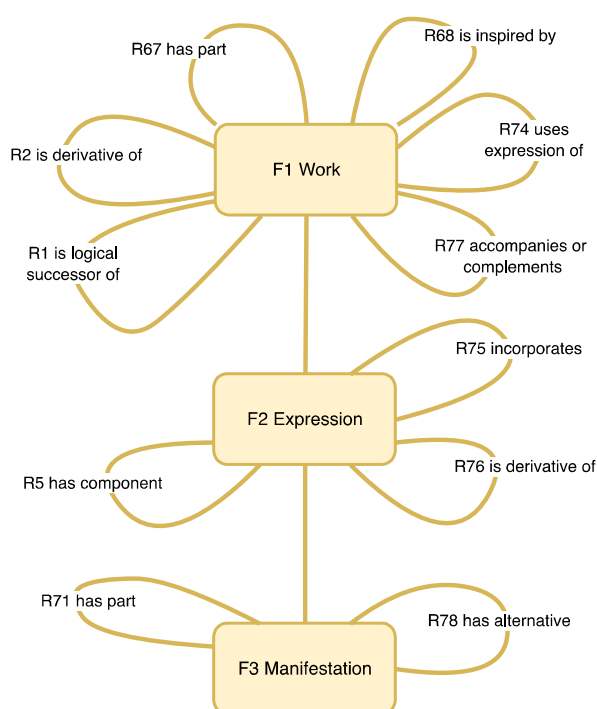 R68 is inspired by
R67 has part
R74 uses
expression of
R2 is derivative of
F1 Work
R1 is logical
successor of
R77 accompanies or
complements
R75 incorporates
F2 Expression
R76 is derivative of
R5 has component
R71 has part
R78 has alternative
F3 Manifestation